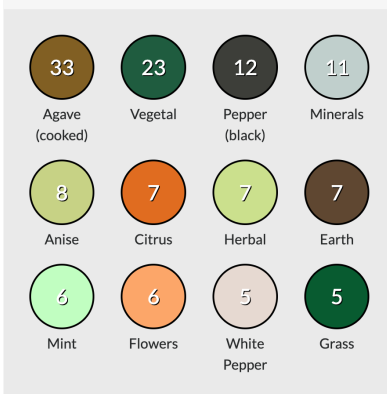 33 23 12 11
Agave Vegetal Pepper Minerals
(cooked) (black)
8 7 7 7
Anise Citrus Herbal Earth
6 6 5 5
Mint Flowers White Grass
Pepper